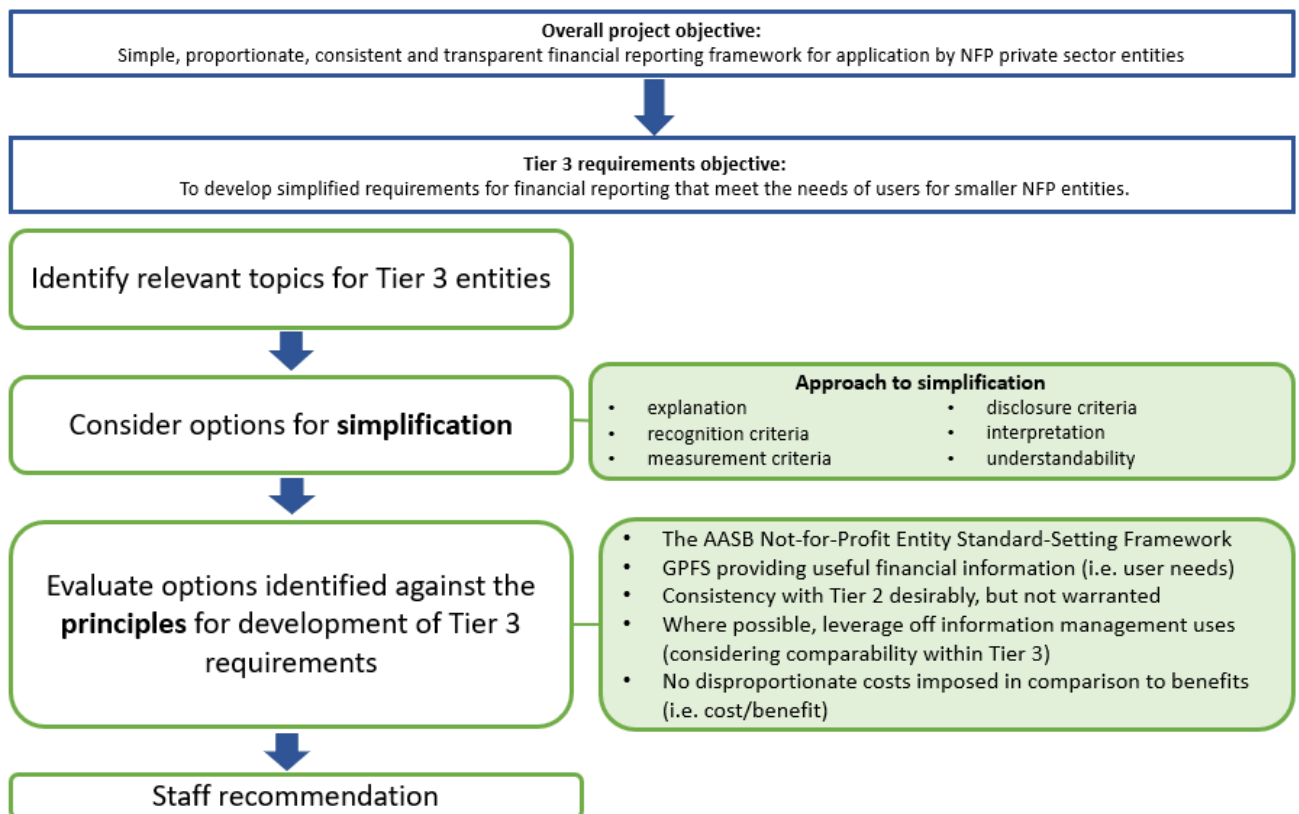 Overall project objective:
Simple, proportionate, consistent and transparent financial reporting framework for application by NFP private sector entities
Tier 3 requirements objective:
To develop simplified requirements for financial reporting that meet the needs of users for smaller NFP entities.
Identify relevant topics for Tier 3 entities
Consider options for simplification
Approach to simplification
• explanation
• recognition criteria
• measurement criteria
• disclosure criteria
• interpretation
• understandability
Evaluate options identified against the
principles for development of Tier 3
requirements
• The AASB Not-for-Profit Entity Standard-Setting Framework
• GPFS providing useful financial information (i.e. user needs)
• Consistency with Tier 2 desirably, but not warranted
• Where possible, leverage off information management uses
(considering comparability within Tier 3)
• No disproportionate costs imposed in comparison to benefits
(i.e. cost/benefit)
Staff recommendation